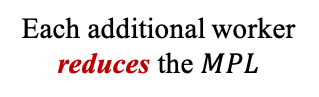 Each additional worker
reduces the MPL